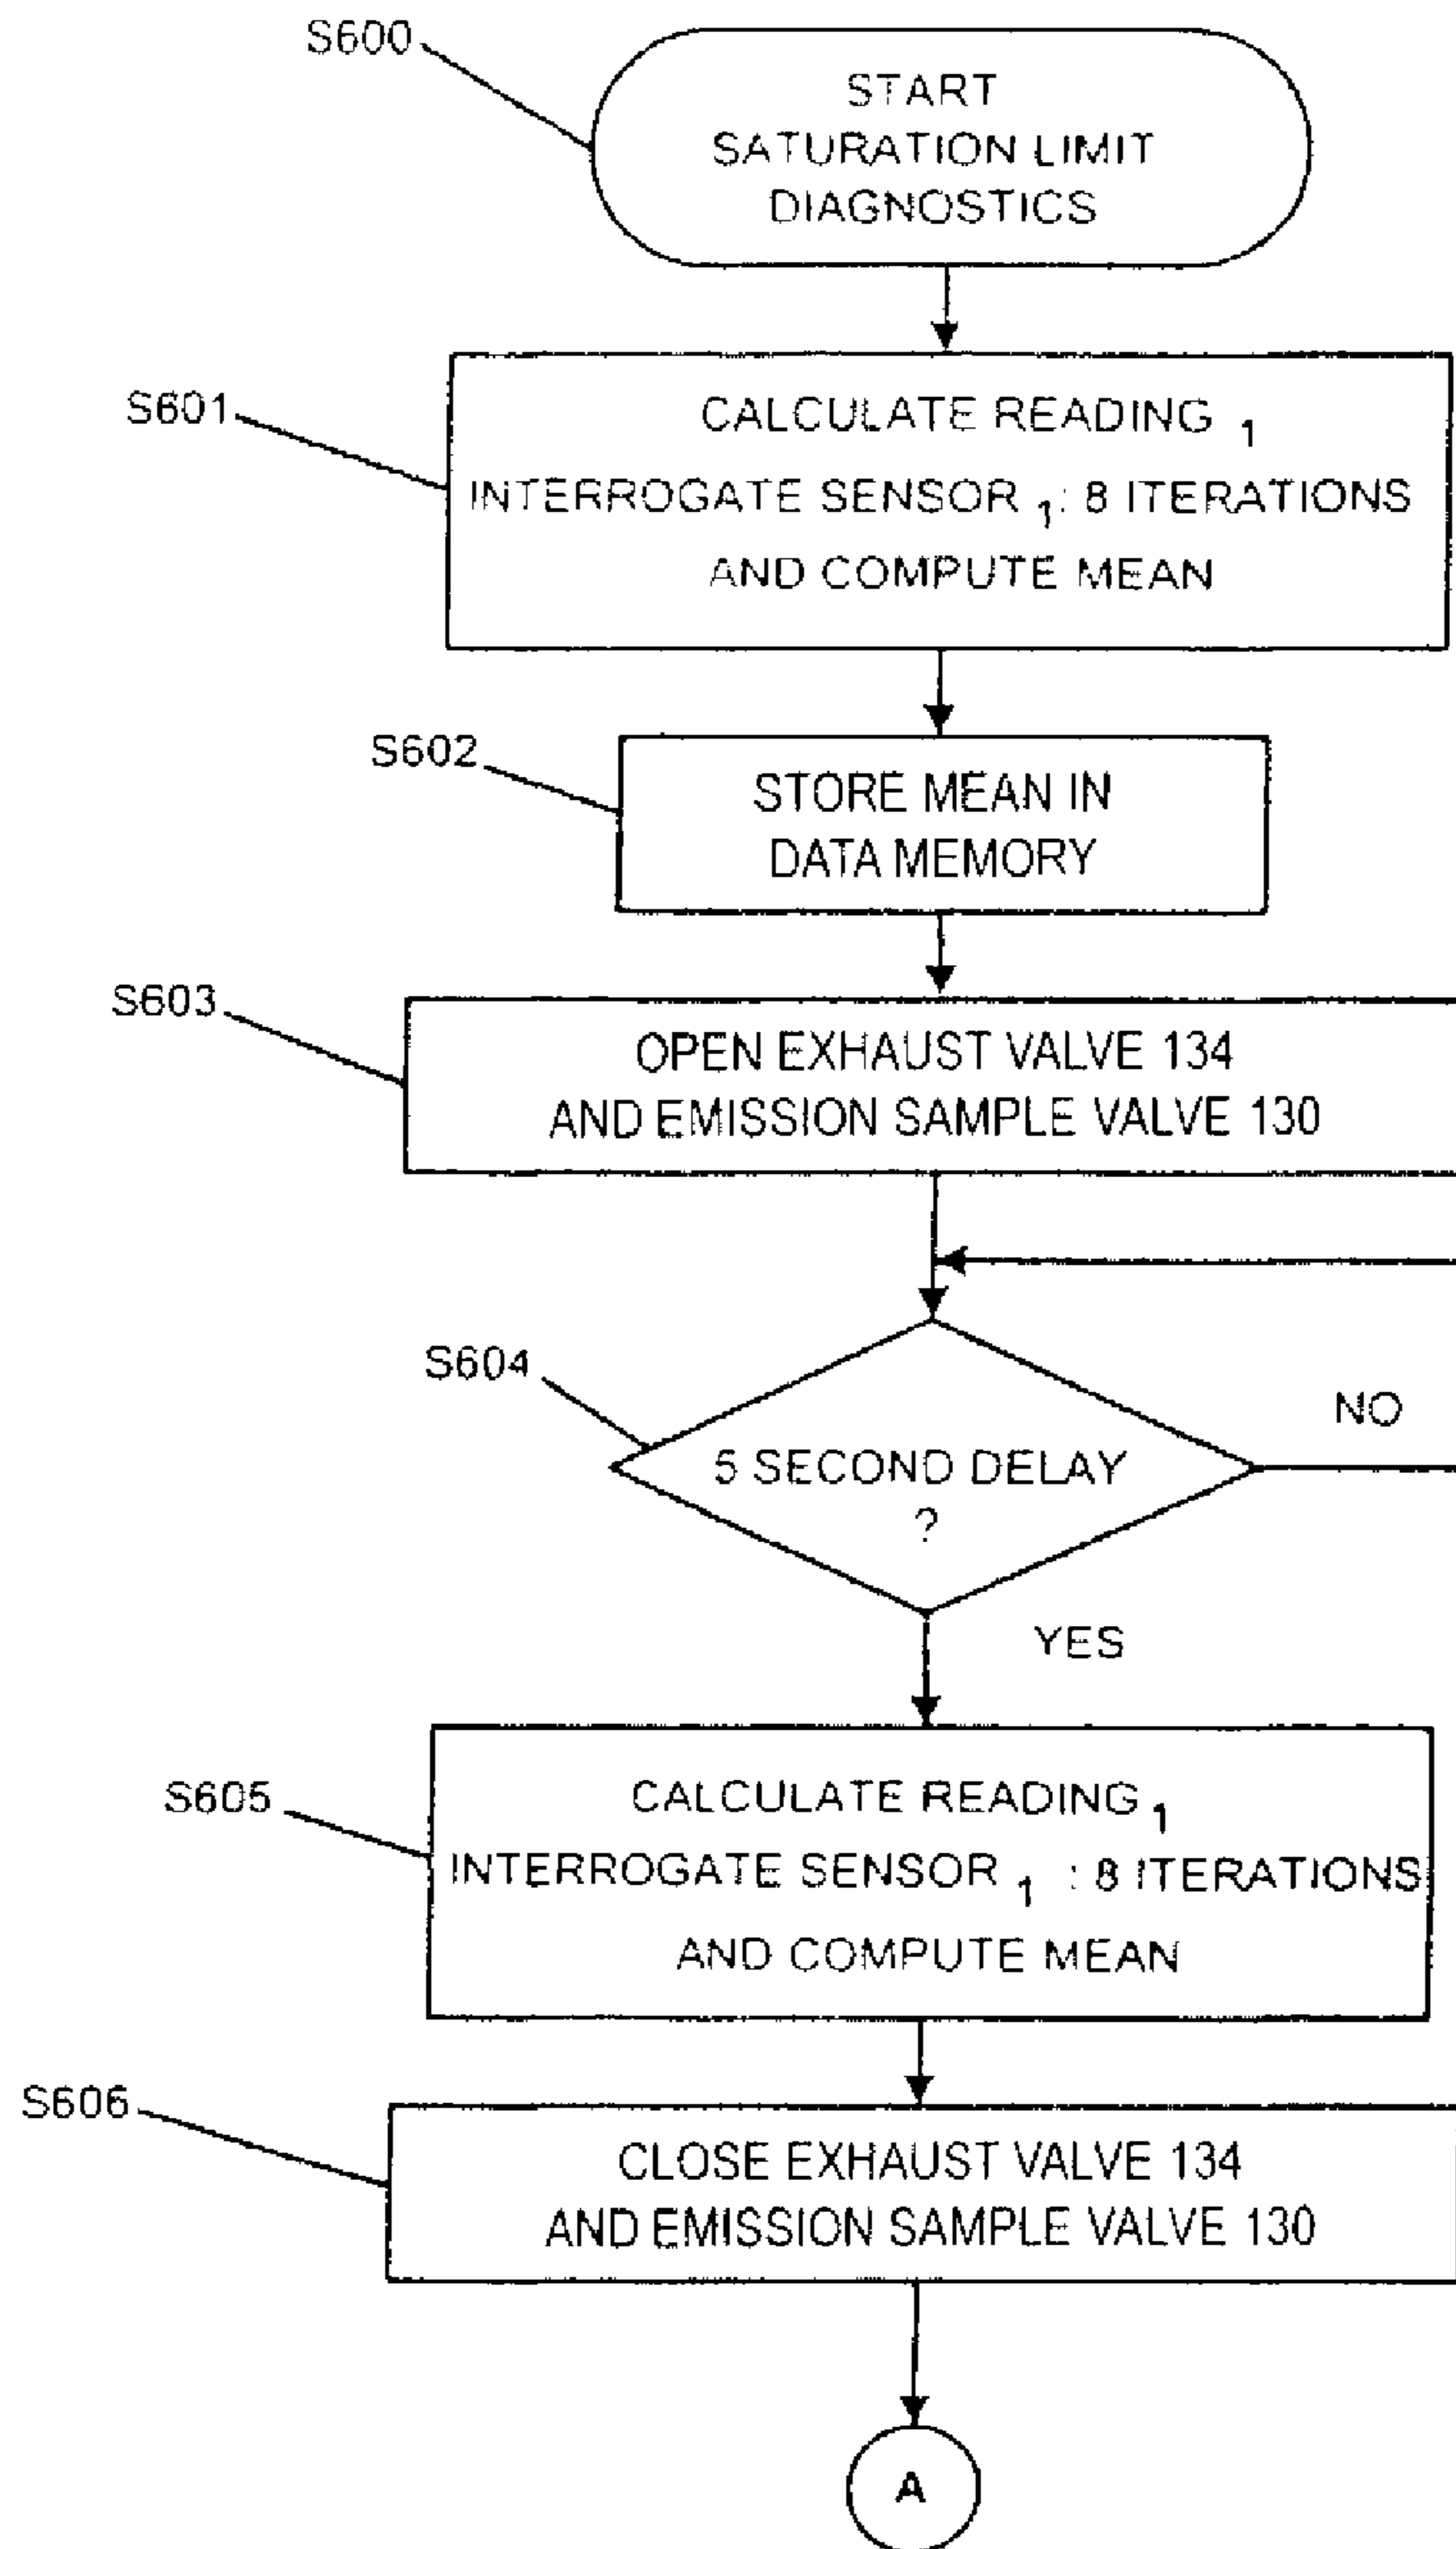 S600
START
SATURATION LIMIT
DIAGNOSTICS
S601
CALCULATE READING 1
INTERROGATE SENSOR 1: 8 ITERATIONS
AND COMPUTE MEAN
S602
STORE MEAN IN
DATA MEMORY
S603
OPEN EXHAUST VALVE 134
AND EMISSION SAMPLE VALVE 130
S604
NO
5 SECOND DELAY
?
YES
S605
CALCULATE READING 1
INTERROGATE SENSOR 1 : 8 ITERATIONS
AND COMPUTE MEAN
S606
CLOSE EXHAUST VALVE 134
AND EMISSION SAMPLE VALVE 130
A